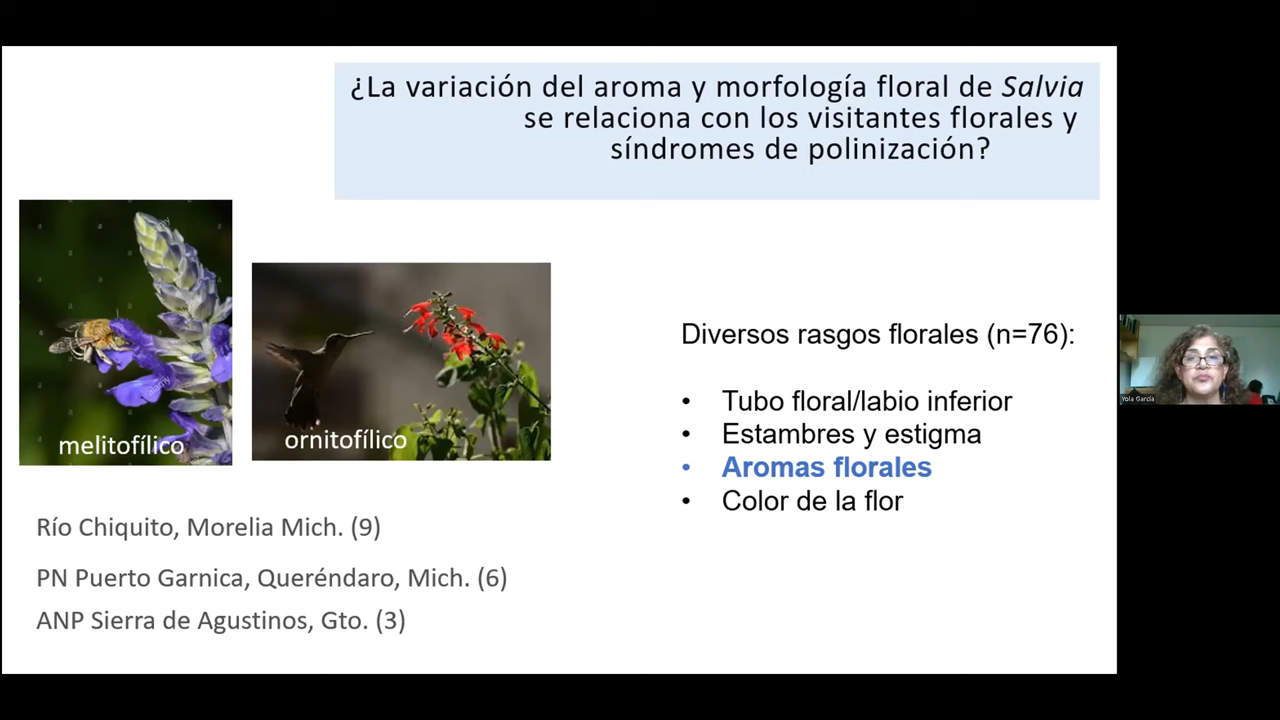 ¿La variación del aroma y morfología floral de Salvia
se relaciona con los visitantes florales y
síndromes de polinización?
melitofílico
ornitofílico
Diversos rasgos florales (n=76):
• Tubo floral/labio inferior
• Estambres y estigma
• Aromas florales
• Color de la flor
Río Chiquito, Morelia Mich. (9)
PN Puerto Garnica, Queréndaro, Mich. (6)
ANP Sierra de Agustinos, Gto. (3)
Yola García